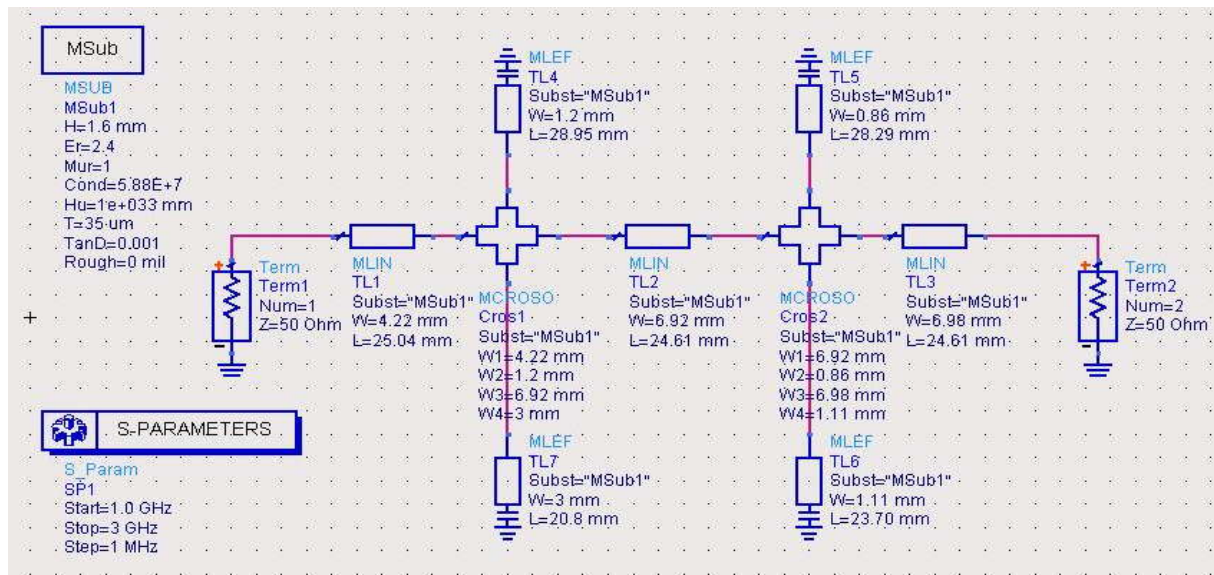 MSub
MSUB
MSub1
H=1.6 mm
Er=2.4
Mur=1
Cond=5.88E+7
Hu=1e+033 mm
T=35 um
TanD=0.001
Rough=0 mil
MLEF
TL4
Subst="MSub1"
W=1.2 mm
L=28.95 mm
MLEF
TL5
Subst="MSub1"
W=0.86 mm
L=28.29 mm
+
Term
Term1
Num=1
Z=50 Ohm
+
-
MLIN
TL1
Subst="MSub1"
W=4.22 mm
L=25.04 mm
MCROSO
Cros1
Subst="MSub1"
W1=4.22 mm
W2=1.2 mm
W3=6.92 mm
W4=3 mm
MLIN
TL2
Subst="MSub1"
W=6.92 mm
L=24.61 mm
MCROSO
Cros2
Subst="MSub1"
W1=6.92 mm
W2=0.86 mm
W3=6.98 mm
W4=1.11 mm
MLIN
TL3
Subst="MSub1"
W=6.98 mm
L=24.61 mm
+
-
Term
Term2
Num=2
Z=50 Ohm
S-PARAMETERS
S_Param
SP1
Start=1.0 GHz
Stop=3 GHz
Step=1 MHz
MLEF
TL7
Subst="MSub1"
W=3 mm
L=20.8 mm
MLEF
TL6
Subst="MSub1"
W=1.11 mm
L=23.70 mm